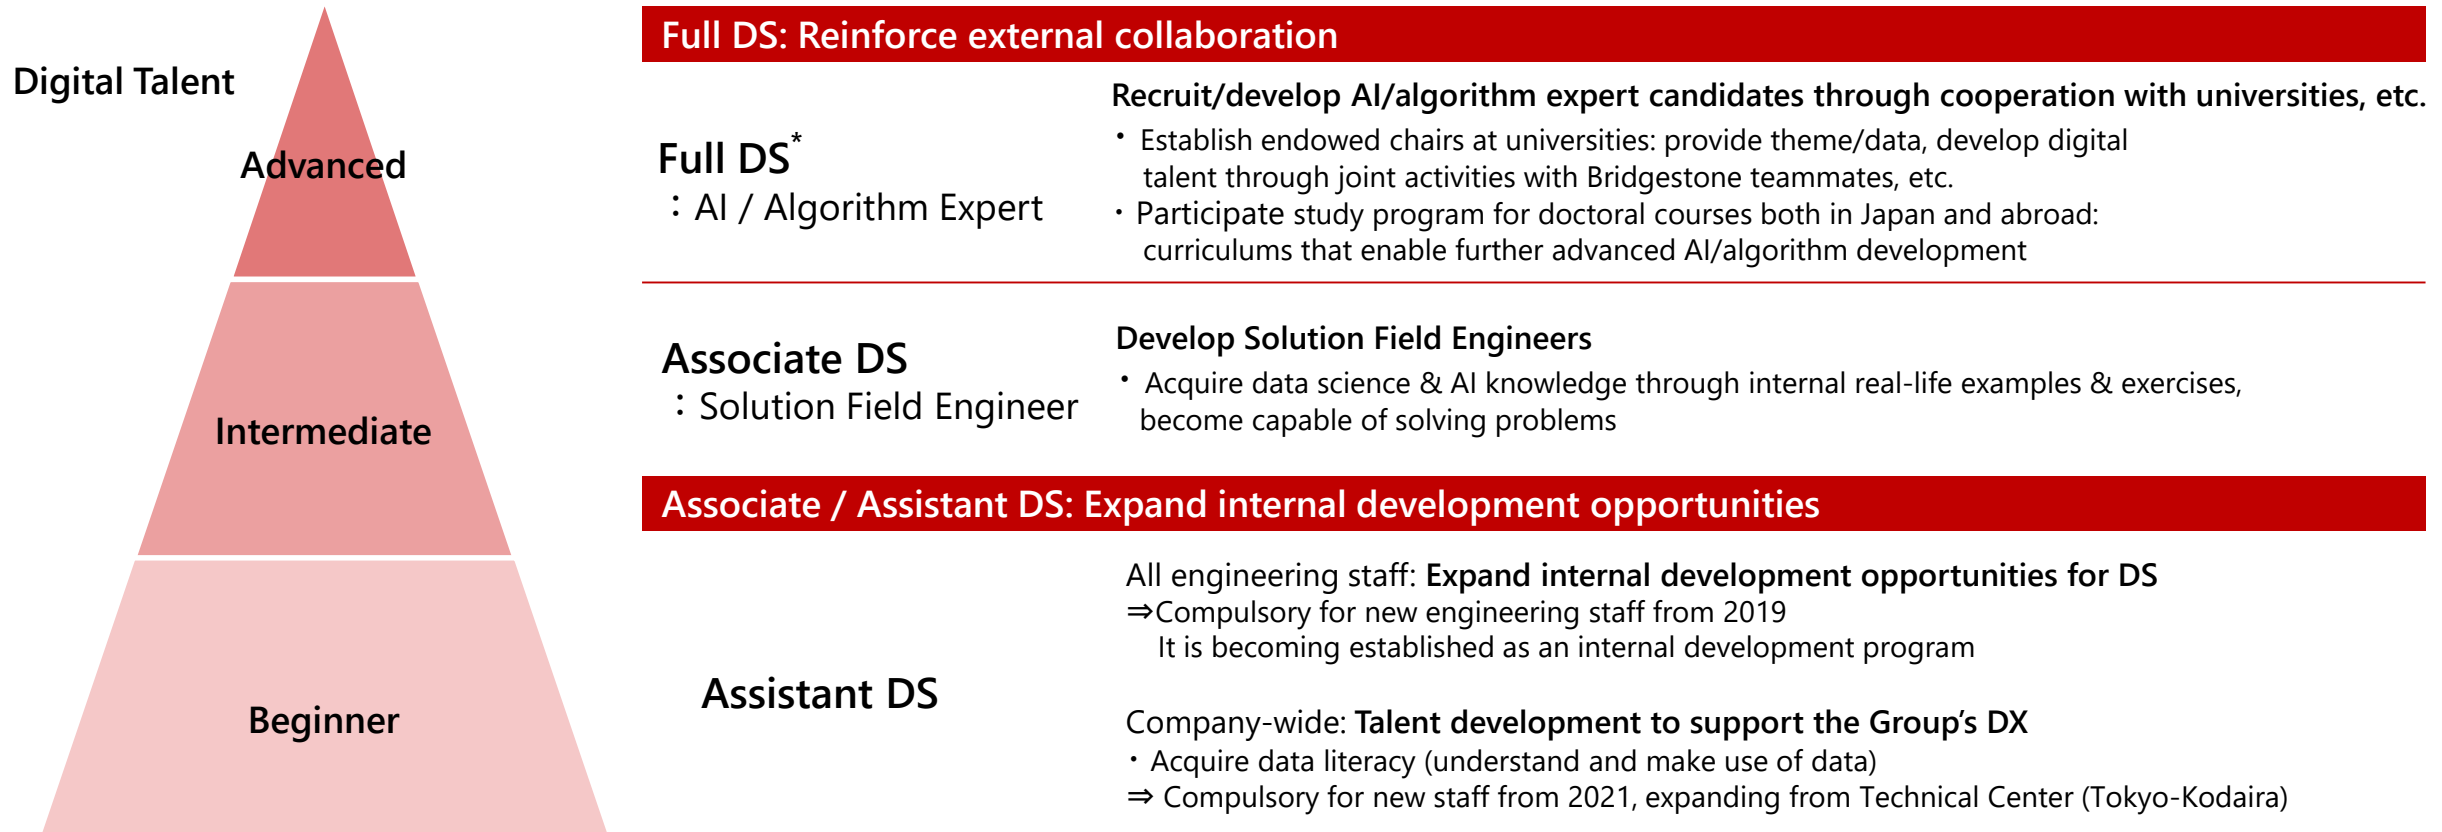 Digital Talent
Advanced
Intermediate
Beginner
Full DS: Reinforce external collaboration
Full DS*
：AI / Algorithm Expert
Recruit/develop AI/algorithm expert candidates through cooperation with universities, etc.
・Establish endowed chairs at universities: provide theme/data, develop digital
talent through joint activities with Bridgestone teammates, etc.
・Participate study program for doctoral courses both in Japan and abroad:
curriculums that enable further advanced AI/algorithm development
Associate DS
：Solution Field Engineer
Develop Solution Field Engineers
・Acquire data science & AI knowledge through internal real-life examples & exercises,
become capable of solving problems
Associate / Assistant DS: Expand internal development opportunities
Assistant DS
All engineering staff: Expand internal development opportunities for DS
⇒Compulsory for new engineering staff from 2019
It is becoming established as an internal development program
Company-wide: Talent development to support the Group’s DX
・Acquire data literacy (understand and make use of data)
⇒ Compulsory for new staff from 2021, expanding from Technical Center (Tokyo-Kodaira)